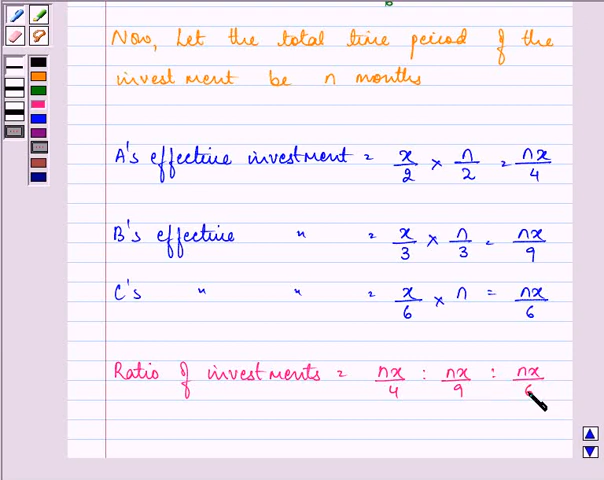 Now, Let the total time period of the
investment be n months
A's effective investment = x/2 × n/2 = nx/4
B's effective " = x/3 × n/3 = nx/9
C's " " = x/6 × n = nx/6
Ratio of investments = nx/4 : nx/9 : nx/6